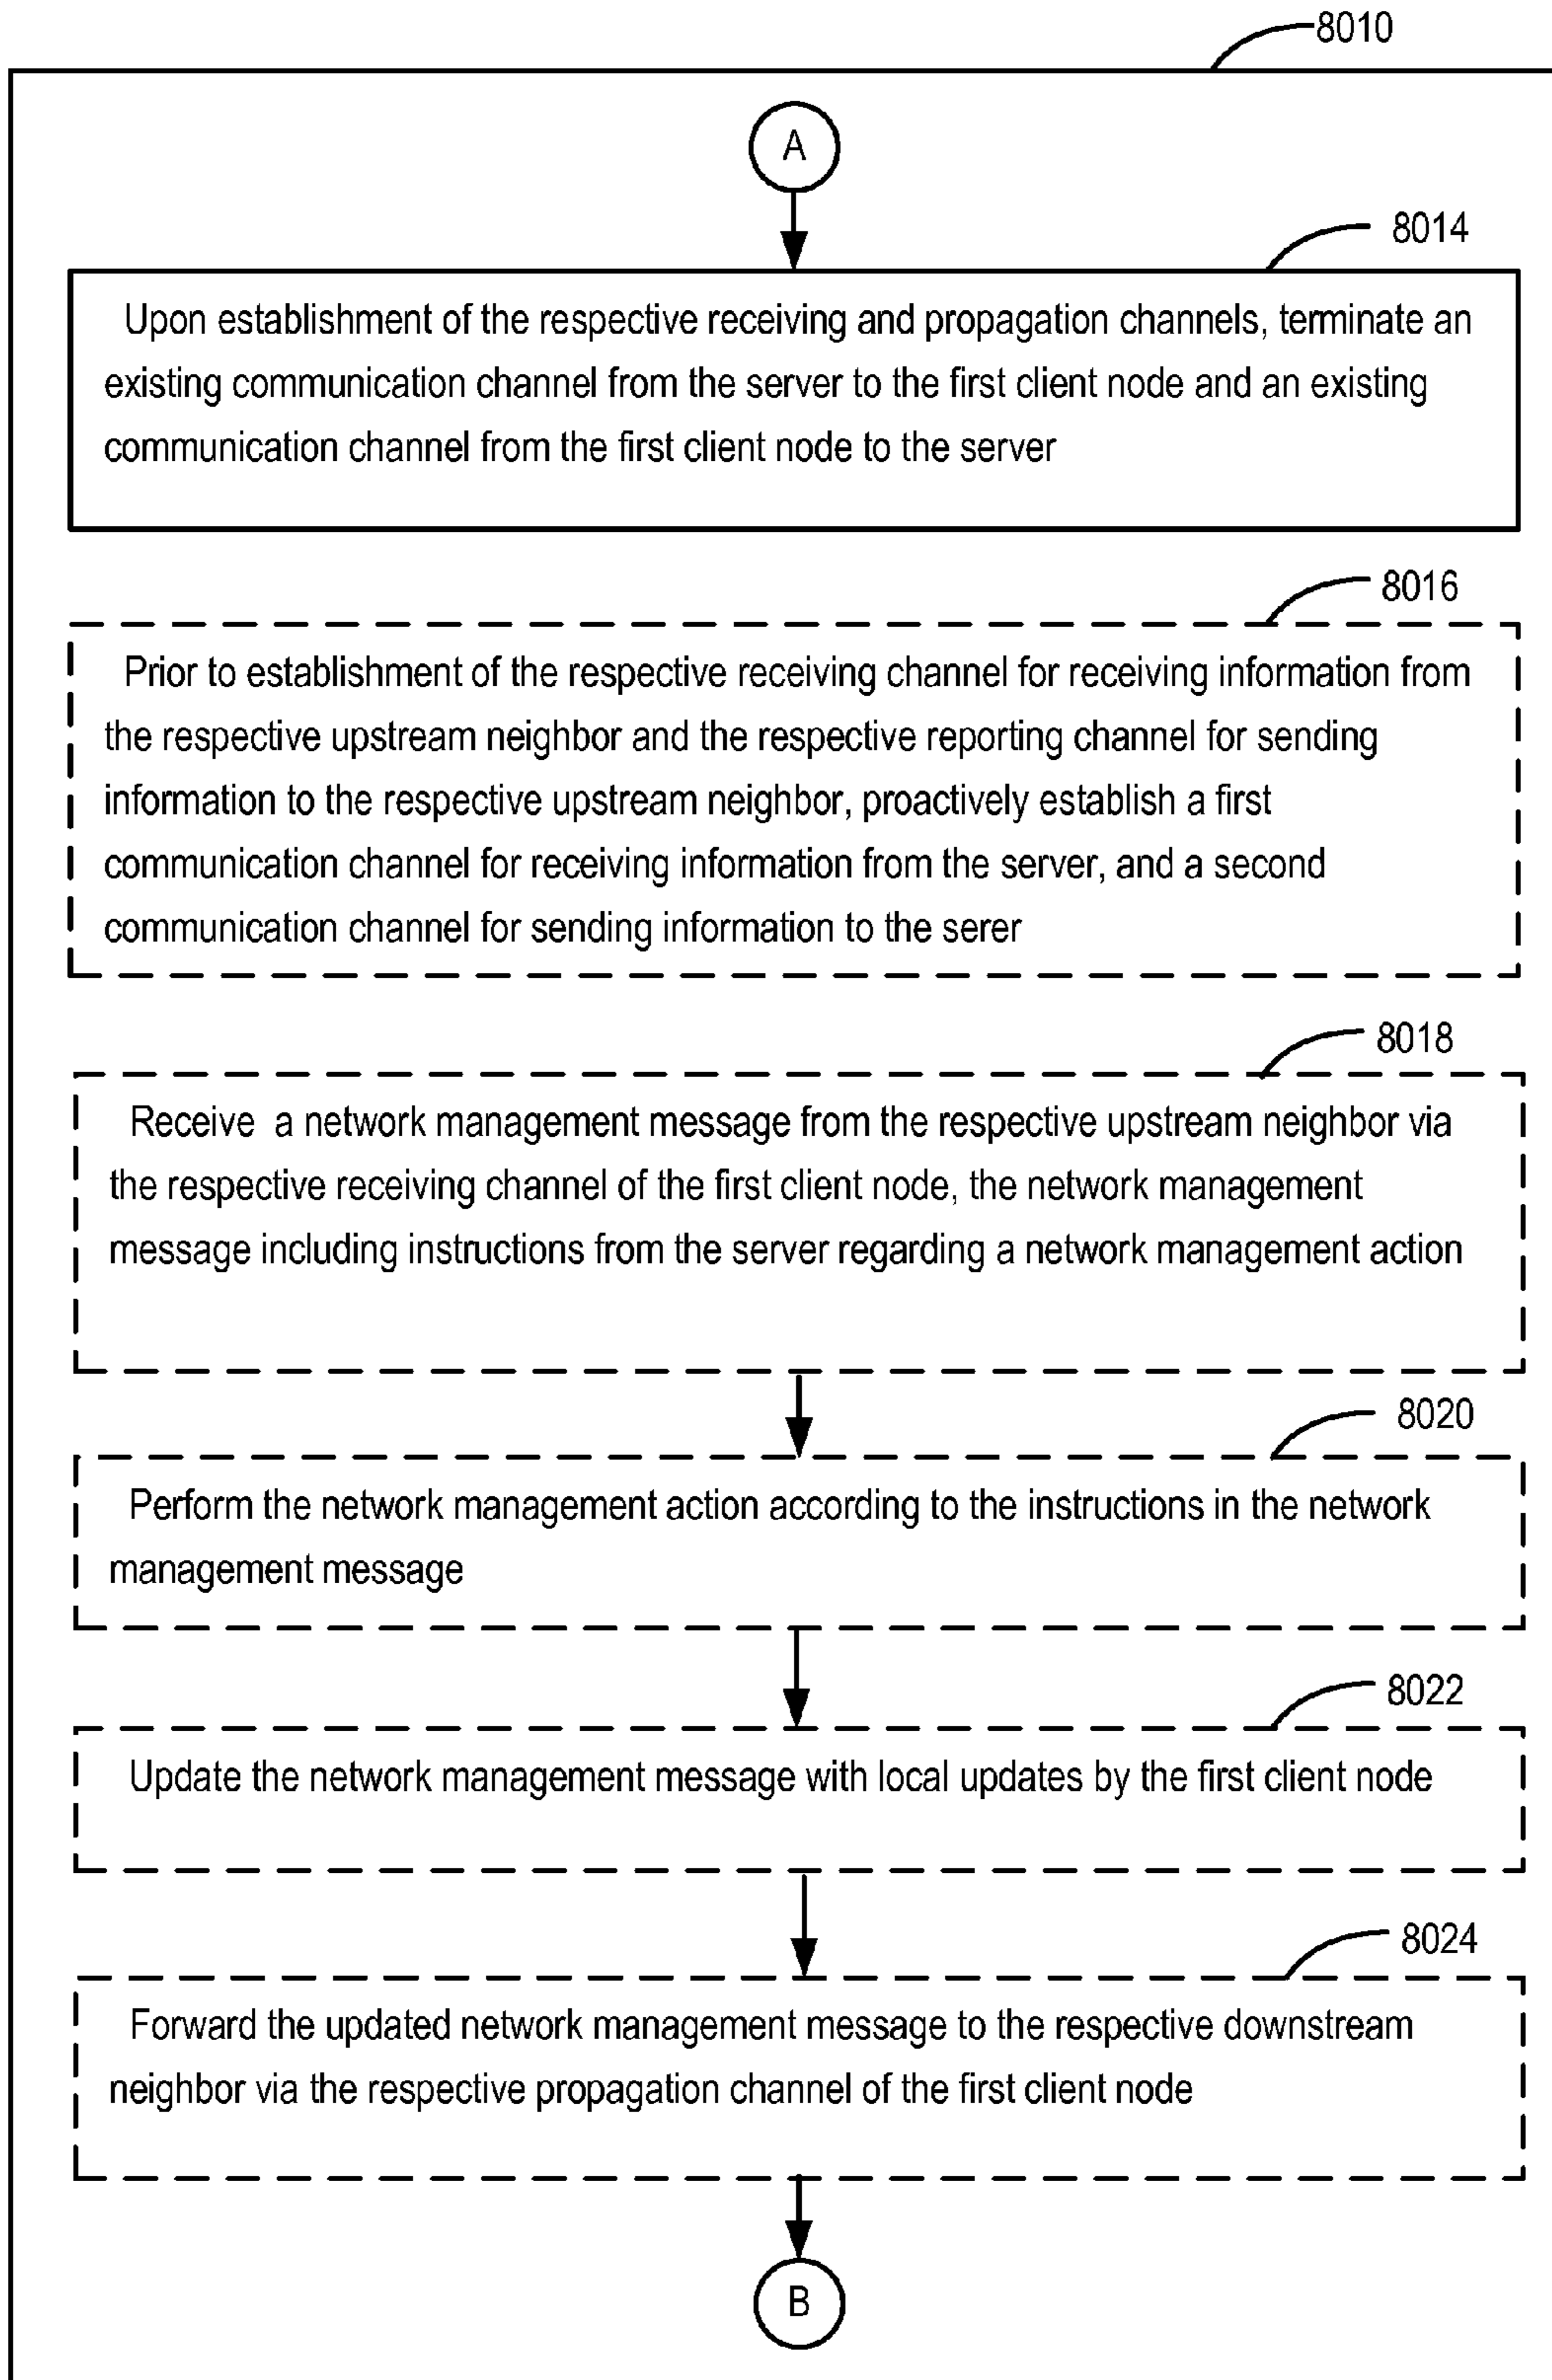 8010
A
8014
Upon establishment of the respective receiving and propagation channels, terminate an
existing communication channel from the server to the first client node and an existing
communication channel from the first client node to the server
8016
Prior to establishment of the respective receiving channel for receiving information from
the respective upstream neighbor and the respective reporting channel for sending
information to the respective upstream neighbor, proactively establish a first
communication channel for receiving information from the server, and a second
communication channel for sending information to the serer
8018
Receive a network management message from the respective upstream neighbor via
the respective receiving channel of the first client node, the network management
message including instructions from the server regarding a network management action
8020
Perform the network management action according to the instructions in the network
management message
8022
Update the network management message with local updates by the first client node
8024
Forward the updated network management message to the respective downstream
neighbor via the respective propagation channel of the first client node
B